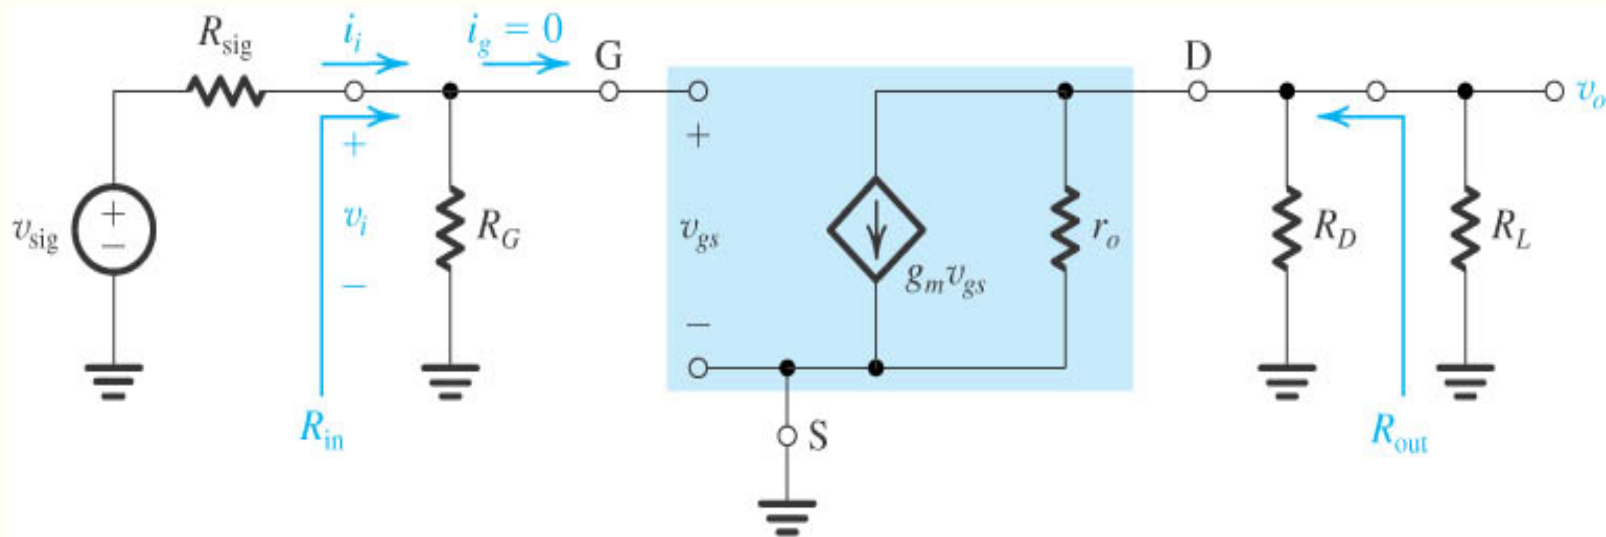 R_sig
i_i
i_g = 0
G
D
v_o
+
+
+
v_sig
−
v_i
R_G
v_gs
r_o
R_D
R_L
g_m v_gs
−
−
R_in
S
R_out